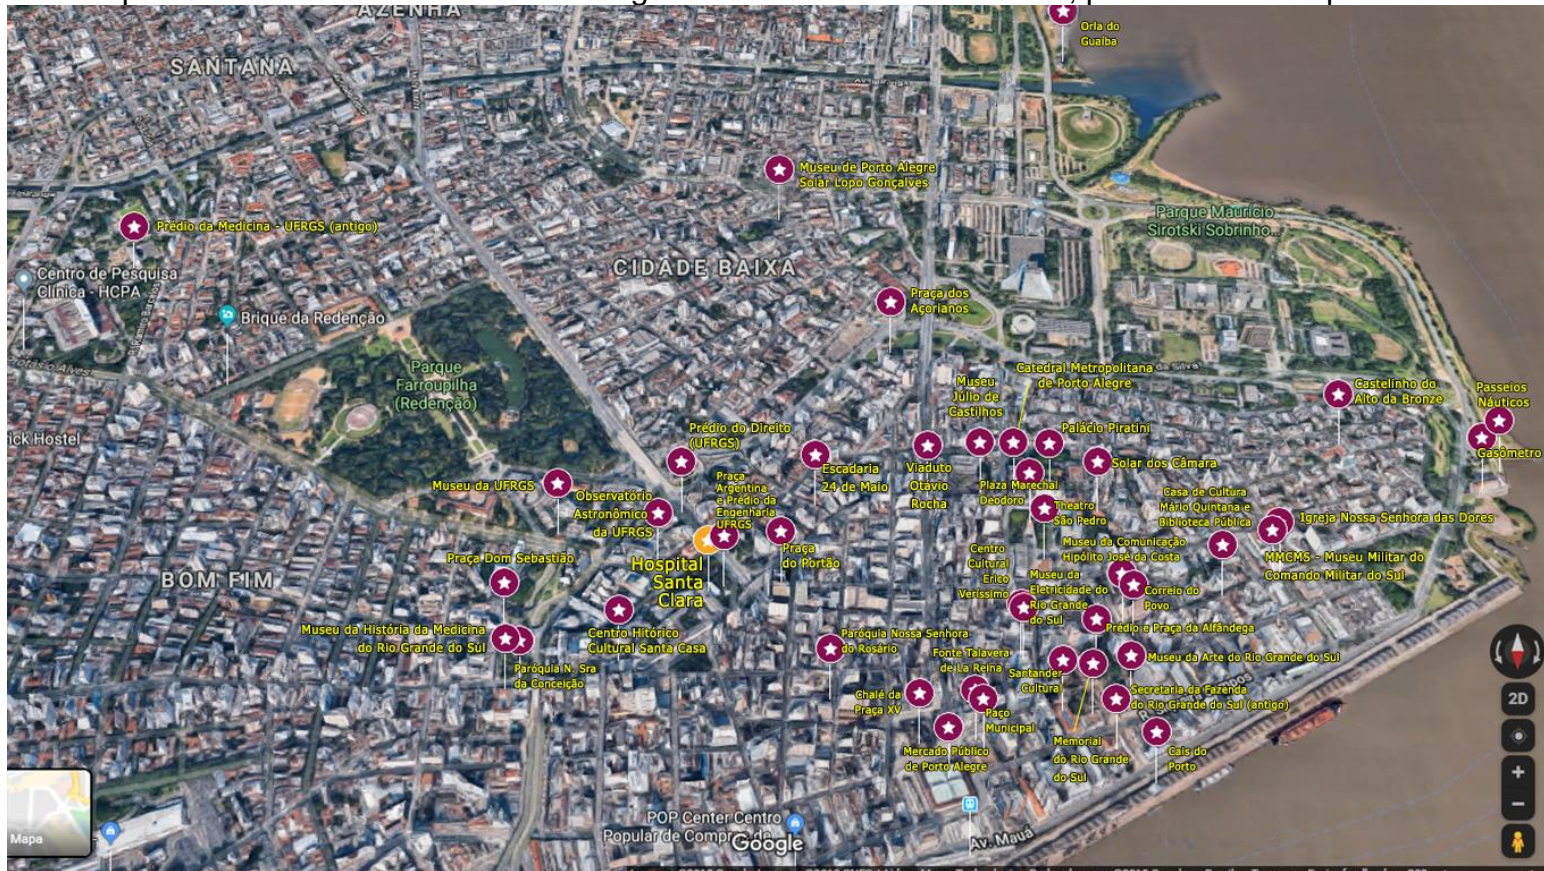 AZENHA
Orla do
Guaíba
SANTANA
Museu de Porto Alegre
Solar Lopo Gonçalves
Parque Maurício
Sirotski Sobrinho...
Prédio da Medicina - UFRGS (antigo)
CIDADE BAIXA
Centro de Pesquisa
Clínica - HCPA
Brique da Redenção
Praça dos
Açorianos
Parque
Farroupilha
(Redenção)
Catedral Metropolitana
de Porto Alegre
Museu
Júlio de
Castilhos
Castelinho do
Alto da Bronze
Passeios
Náuticos
Hostel
Prédio do Direito
(UFRGS)
Palácio Piratini
Gasômetro
Escadaria
24 de Maio
Viaduto
Otávio
Rocha
Solar dos Câmara
Plaza Marechal
Deodoro
Museu da UFRGS
Observatório
Astronômico
da UFRGS
Praça
Argentina
e Prédio da
Engenharia
UFRGS
Theatro
São Pedro
Casa de Cultura
Mário Quintana e
Biblioteca Pública
Igreja Nossa Senhora das Dores
Praça
do Portão
Museu da Comunicação
Hipólito José da Costa
MMCMS - Museu Militar do
Comando Militar do Sul
Praça Dom Sebastião
Hospital
Santa
Clara
Centro
Cultural
Erico
Veríssimo
Museu da
Eletricidade do
Rio Grande
do Sul
Correio do
Povo
BOM FIM
Museu da História da Medicina
do Rio Grande do Sul
Centro Hitórico
Cultural Santa Casa
Paróquia Nossa Senhora
do Rosário
Prédio e Praça da Alfândega
Paróquia N. Sra
da Conceição
Fonte Talavera
de La Reina
Museu da Arte do Rio Grande do Sul
Santander
Cultura
Chalé da
Praça XV
Secretaria da Fazenda
do Rio Grande do Sul (antigo)
Paço
Municipal
2D
Mercado Público
de Porto Alegre
Memorial
do Rio Grande
do Sul
Cais do
Porto
Mapa
POP Center Centro
Popular de Compras de
Google
Av. Mauá